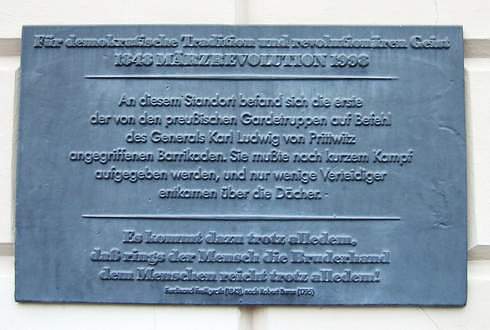 Für demokratische Tradition und revolutionären Geist
1848 MÄRZREVOLUTION 1998
An diesem Standort befand sich die erste
der von den preußischen Gardetruppen auf Befehl
des Generals Karl Ludwig von Prittwitz
angegriffenen Barrikaden. Sie mußte nach kurzem Kampf
aufgegeben werden, und nur wenige Verteidiger
entkamen über die Dächer.
Es kommt dazu trotz alledem,
daß rings der Mensch die Bruderhand
dem Menschen reicht trotz alledem!
Ferdinand Freiligrath (1843), nach Robert Burns (1795)